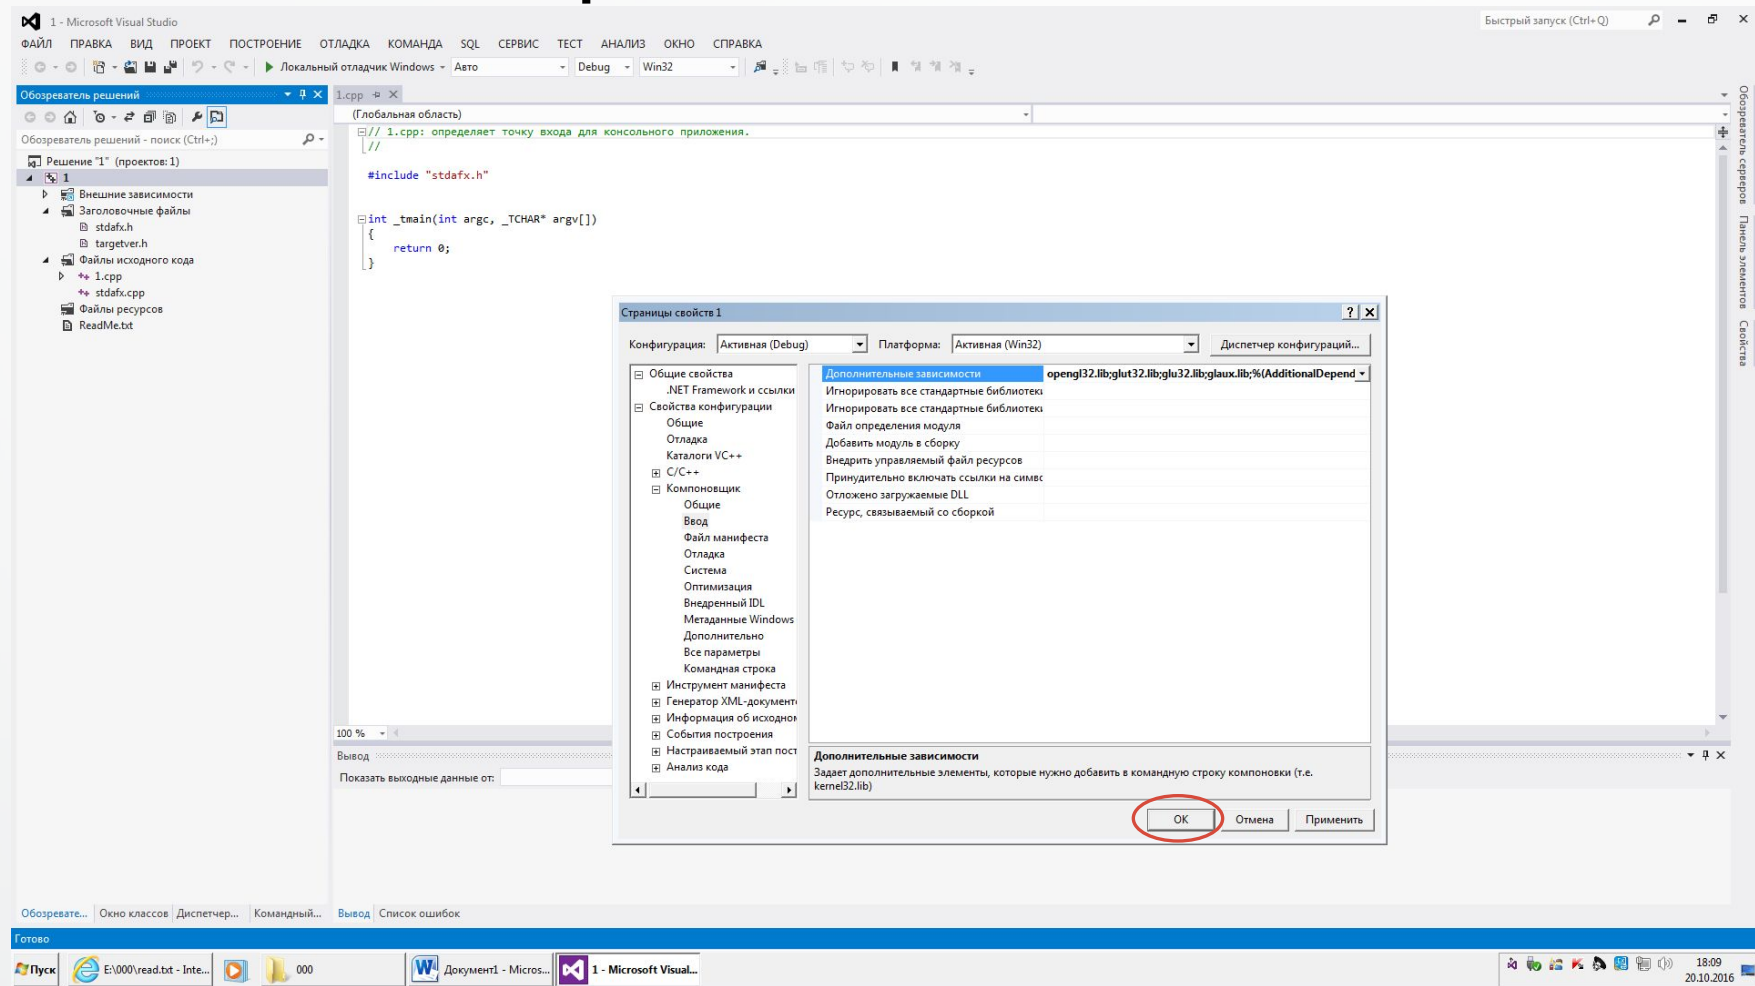 1 - Microsoft Visual Studio
Быстрый запуск (Ctrl+Q)
ФАЙЛ ПРАВКА ВИД ПРОЕКТ ПОСТРОЕНИЕ ОТЛАДКА КОМАНДА SQL СЕРВИС ТЕСТ АНАЛИЗ ОКНО СПРАВКА
Локальный отладчик Windows Авто Debug Win32
Обозреватель решений
1.cpp
(Глобальная область)
Обозреватель решений - поиск (Ctrl+;)
Решение "1" (проектов: 1)
1
Внешние зависимости
Заголовочные файлы
stdafx.h
targetver.h
Файлы исходного кода
1.cpp
stdafx.cpp
Файлы ресурсов
ReadMe.txt
// 1.cpp: определяет точку входа для консольного приложения.
//
#include "stdafx.h"
int _tmain(int argc, _TCHAR* argv[])
{
return 0;
}
Обозреватель серверов
Панель элементов
Свойства
Страницы свойств 1
Конфигурация: Активная (Debug) Платформа: Активная (Win32) Диспетчер конфигураций...
Общие свойства
.NET Framework и ссылки
Свойства конфигурации
Общие
Отладка
Каталоги VC++
C/C++
Компоновщик
Общие
Ввод
Файл манифеста
Отладка
Система
Оптимизация
Внедренный IDL
Метаданные Windows
Дополнительно
Все параметры
Командная строка
Инструмент манифеста
Генератор XML-документ
Информация об исходном
События построения
Настраиваемый этап пост
Анализ кода
Дополнительные зависимости opengl32.lib;glut32.lib;glu32.lib;glaux.lib;%(AdditionalDepend
Игнорировать все стандартные библиотеки
Игнорировать все стандартные библиотеки
Файл определения модуля
Добавить модуль в сборку
Внедрить управляемый файл ресурсов
Принудительно включать ссылки на симво
Отложено загружаемые DLL
Ресурс, связываемый со сборкой
Дополнительные зависимости
Задает дополнительные элементы, которые нужно добавить в командную строку компоновки (т.е.
kernel32.lib)
ОК Отмена Применить
100 %
Вывод
Показать выходные данные от:
Обозревате... Окно классов Диспетчер... Командный... Вывод Список ошибок
Готово
Пуск E:\000\read.txt - Inte... 000 Документ1 - Micros... 1 - Microsoft Visual...
18:09
20.10.2016